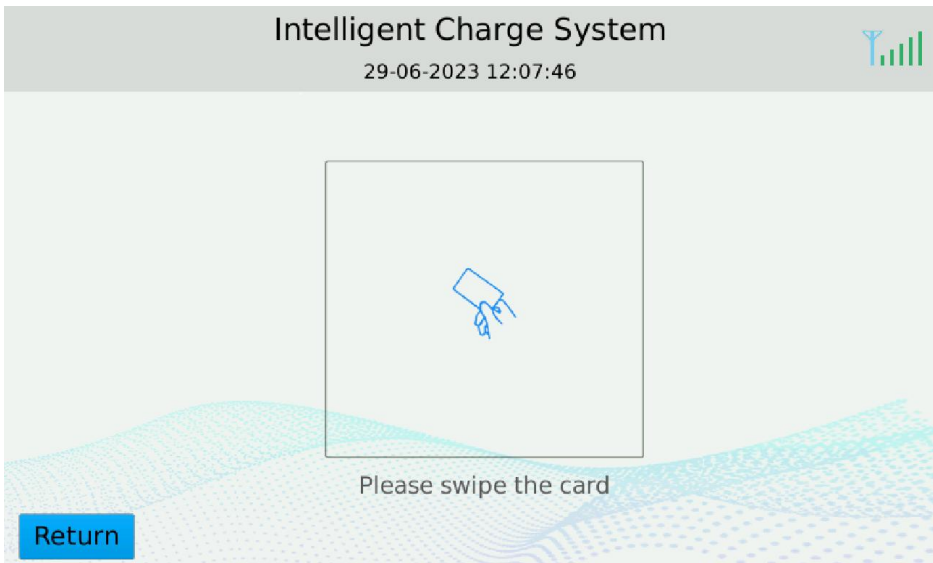 Intelligent Charge System
29-06-2023 12:07:46
Please swipe the card
Return